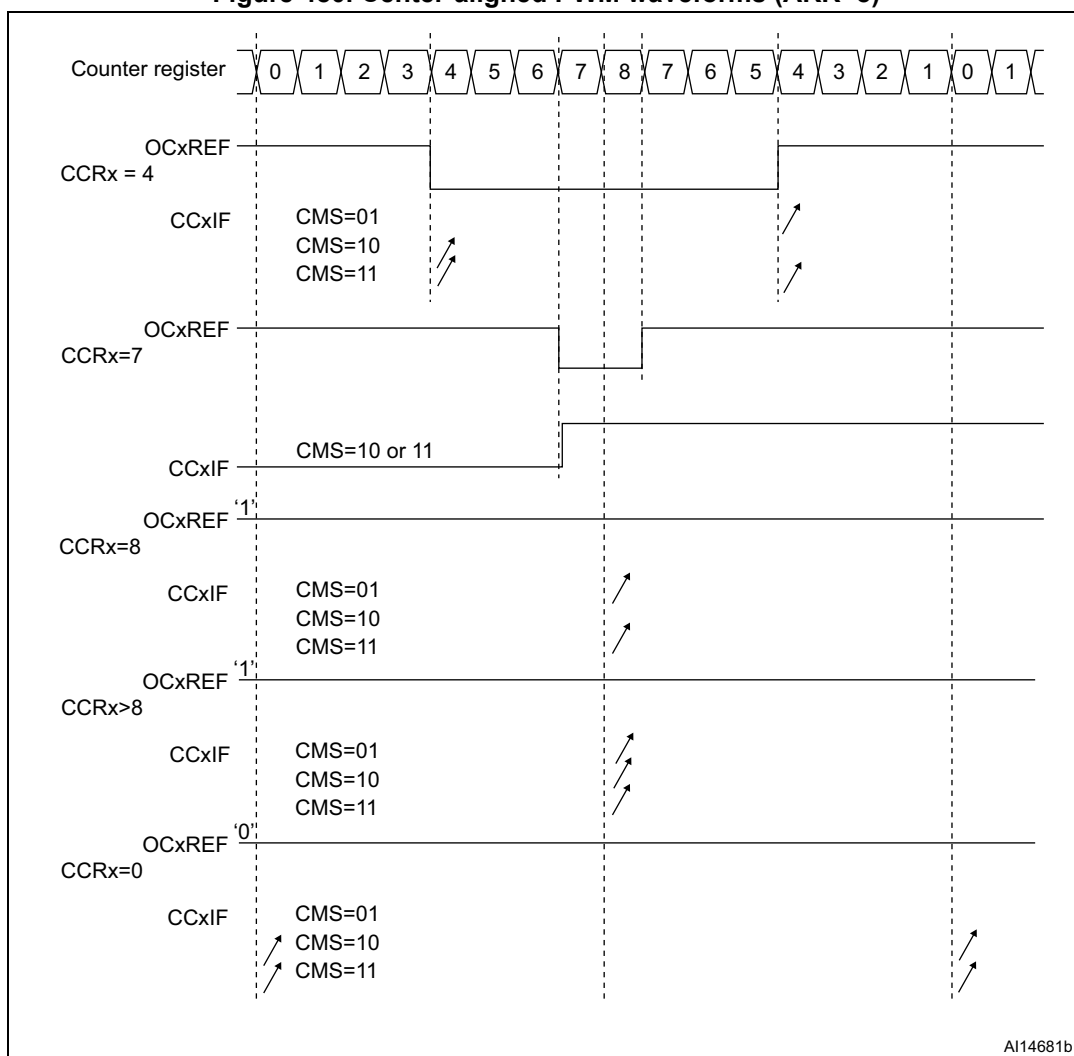 Counter register 0 1 2 3 4 5 6 7 8 7 6 5 4 3 2 1 0 1
OCxREF
CCRx = 4
CCxIF CMS=01
CMS=10
CMS=11
OCxREF
CCRx=7
CMS=10 or 11
CCxIF
OCxREF '1'
CCRx=8
CCxIF CMS=01
CMS=10
CMS=11
OCxREF '1'
CCRx>8
CCxIF CMS=01
CMS=10
CMS=11
OCxREF '0'
CCRx=0
CCxIF CMS=01
CMS=10
CMS=11
AI14681b